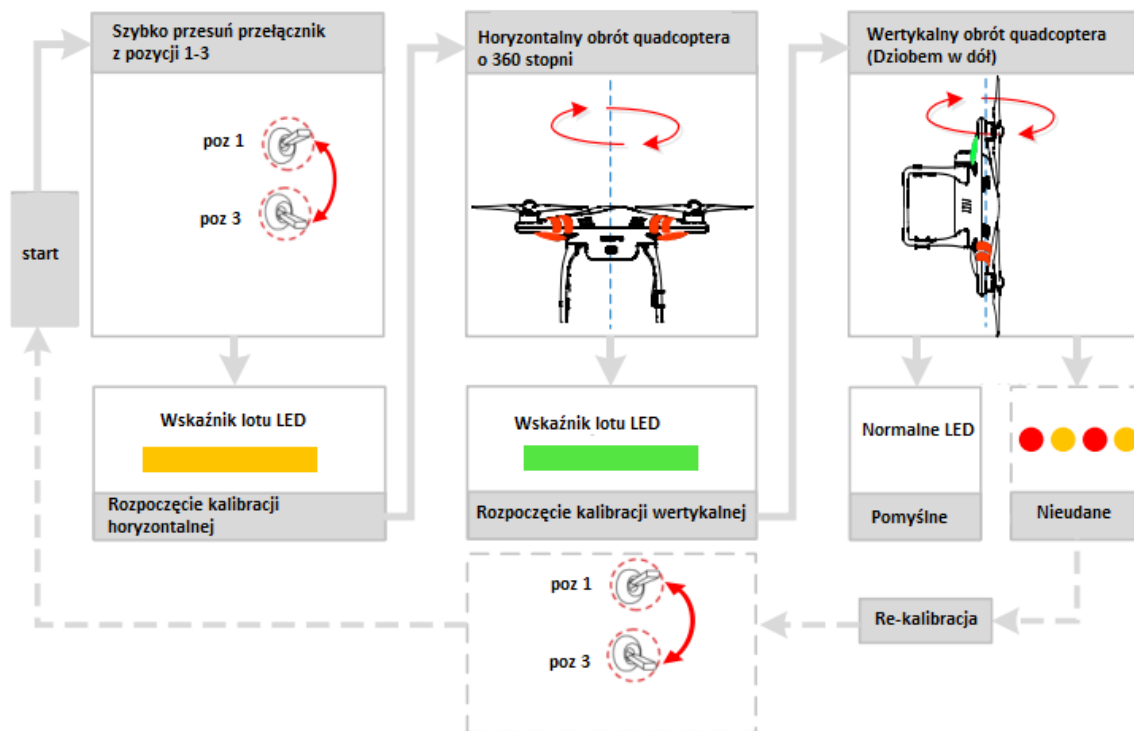 Szybko przesuń przełącznik
z pozycji 1-3
Horyzontalny obrót quadcoptera
o 360 stopni
Wertykalny obrót quadcoptera
(Dziobem w dół)
poz 1
poz 3
start
Wskaźnik lotu LED
Rozpoczęcie kalibracji
horyzontalnej
Wskaźnik lotu LED
Rozpoczęcie kalibracji wertykalnej
Normalne LED
Pomyślne
Nieudane
poz 1
poz 3
Re-kalibracja